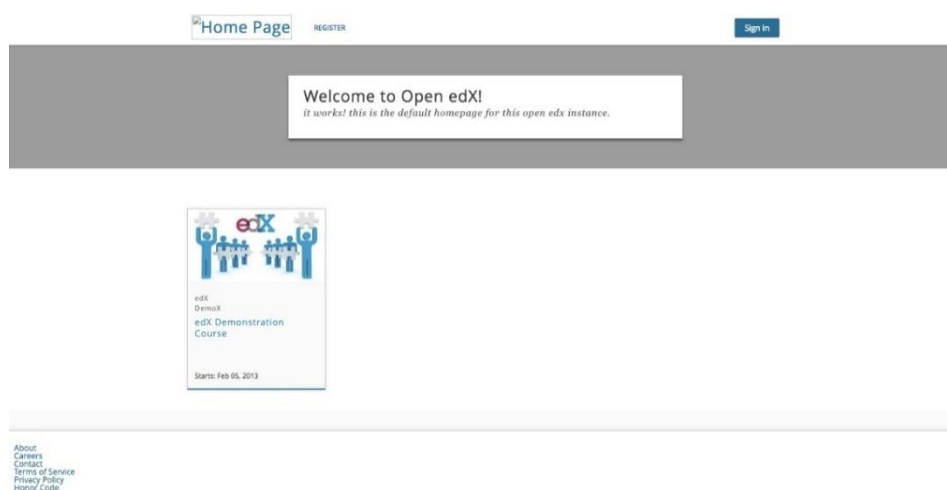 Home Page
REGISTER
Sign in
Welcome to Open edX!
it works! this is the default homepage for this open edx instance.
edX
edX
DemoX
edX Demonstration
Course
Starts: Feb 05, 2013
About
Careers
Contact
Terms of Service
Privacy Policy
Honor Code